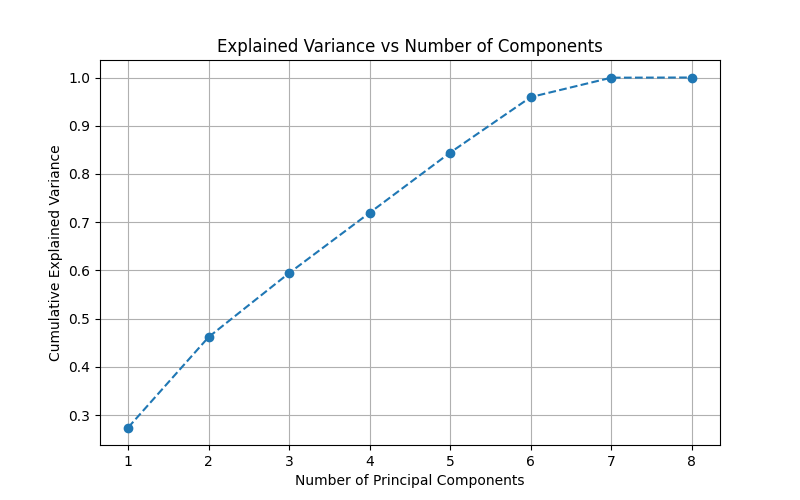 Explained Variance vs Number of Components
1.0
0.9
0.8
0.7
0.6
0.5
0.4
0.3
Cumulative Explained Variance
1 2 3 4 5 6 7 8
Number of Principal Components